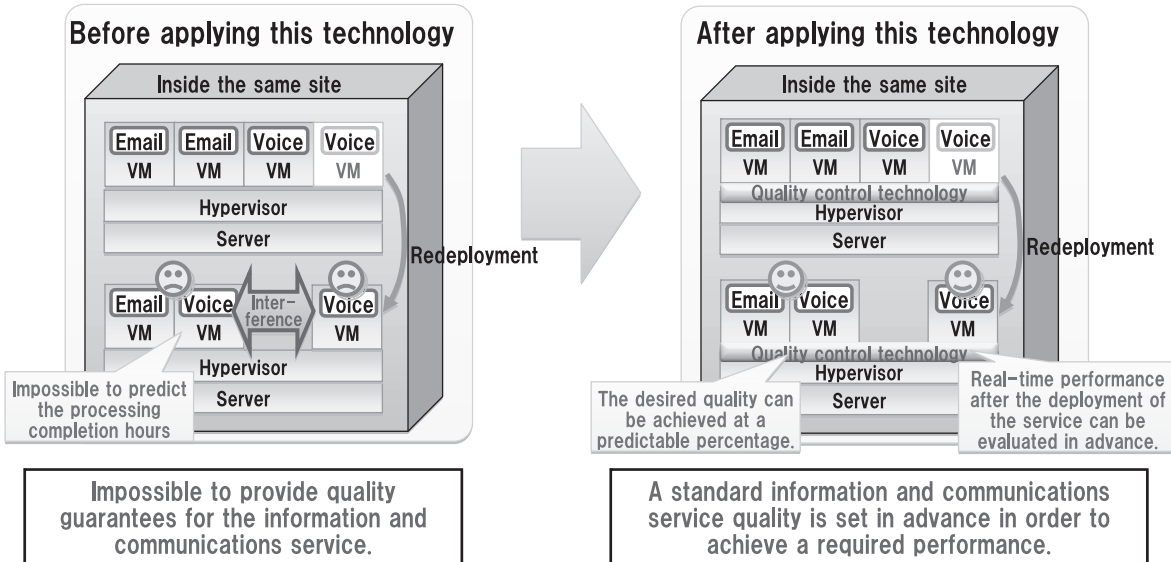 Before applying this technology
Inside the same site
Email Email Voice Voice
VM VM VM VM
Hypervisor
Server
Redeployment
Email Voice Inter- Voice
ference
VM VM VM
Hypervisor
Server
Impossible to predict
the processing
completion hours
Impossible to provide quality
guarantees for the information and
communications service.
After applying this technology
Inside the same site
Email Email Voice Voice
VM VM VM VM
Quality control technology
Hypervisor
Server
Redeployment
Email Voice Voice
VM VM VM
Quality control technology
Hypervisor
Server
The desired quality can
be achieved at a
predictable percentage.
Real-time performance
after the deployment of
the service can be
evaluated in advance.
A standard information and communications
service quality is set in advance in order to
achieve a required performance.